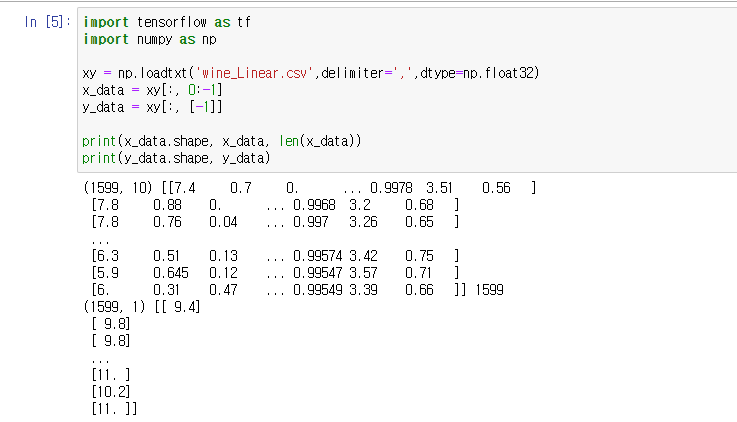 In [5]:
import tensorflow as tf
import numpy as np
xy = np.loadtxt('wine_Linear.csv',delimiter=',',dtype=np.float32)
x_data = xy[:, 0:-1]
y_data = xy[:, [-1]]
print(x_data.shape, x_data, len(x_data))
print(y_data.shape, y_data)
(1599, 10) [[7.4 0.7 0. ... 0.9978 3.51 0.56 ]
[7.8 0.88 0. ... 0.9968 3.2 0.68 ]
[7.8 0.76 0.04 ... 0.997 3.26 0.65 ]
...
[6.3 0.51 0.13 ... 0.99574 3.42 0.75 ]
[5.9 0.645 0.12 ... 0.99547 3.57 0.71 ]
[6. 0.31 0.47 ... 0.99549 3.39 0.66 ]] 1599
(1599, 1) [[ 9.4]
[ 9.8]
[ 9.8]
...
[11. ]
[10.2]
[11. ]]